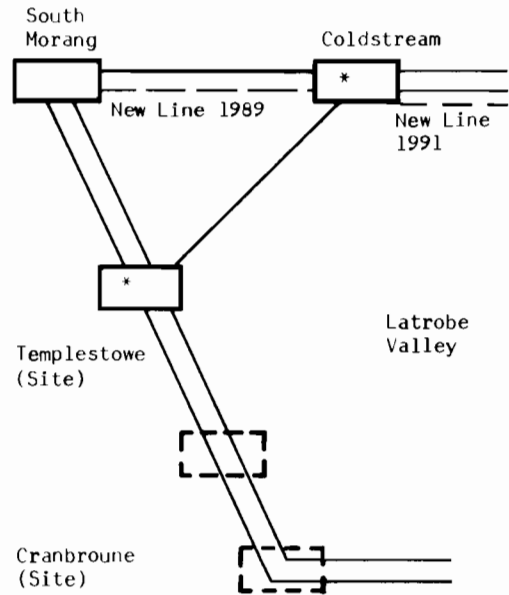 South
Morang
Coldstream
*
New Line 1989
New Line
1991
*
Latrobe
Valley
Templestowe
(Site)
Cranbroune
(Site)